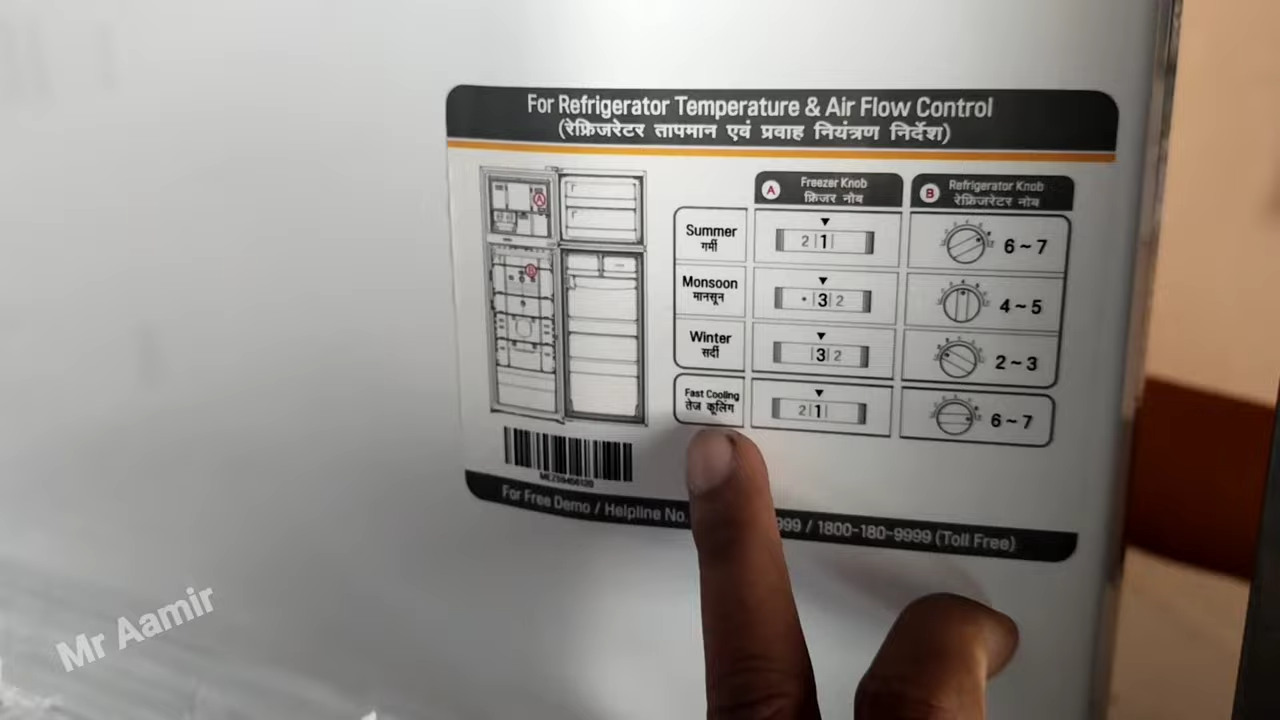 For Refrigerator Temperature & Air Flow Control
(रेफ्रिजरेटर तापमान एवं प्रवाह नियंत्रण निर्देश)
A Freezer Knob B Refrigerator Knob
फ्रिजर नोब रेफ्रिजरेटर नोब
Summer 2 1 6 ~ 7
गर्मी
Monsoon 3 2 4 ~ 5
मानसून
Winter 3 2 2 ~ 3
सर्दी
Fast Cooling 2 1 6 ~ 7
तेज कूलिंग
A
B
For Free Demo / Helpline No. 999 / 1800-180-9999 (Toll Free)
Mr Aamir